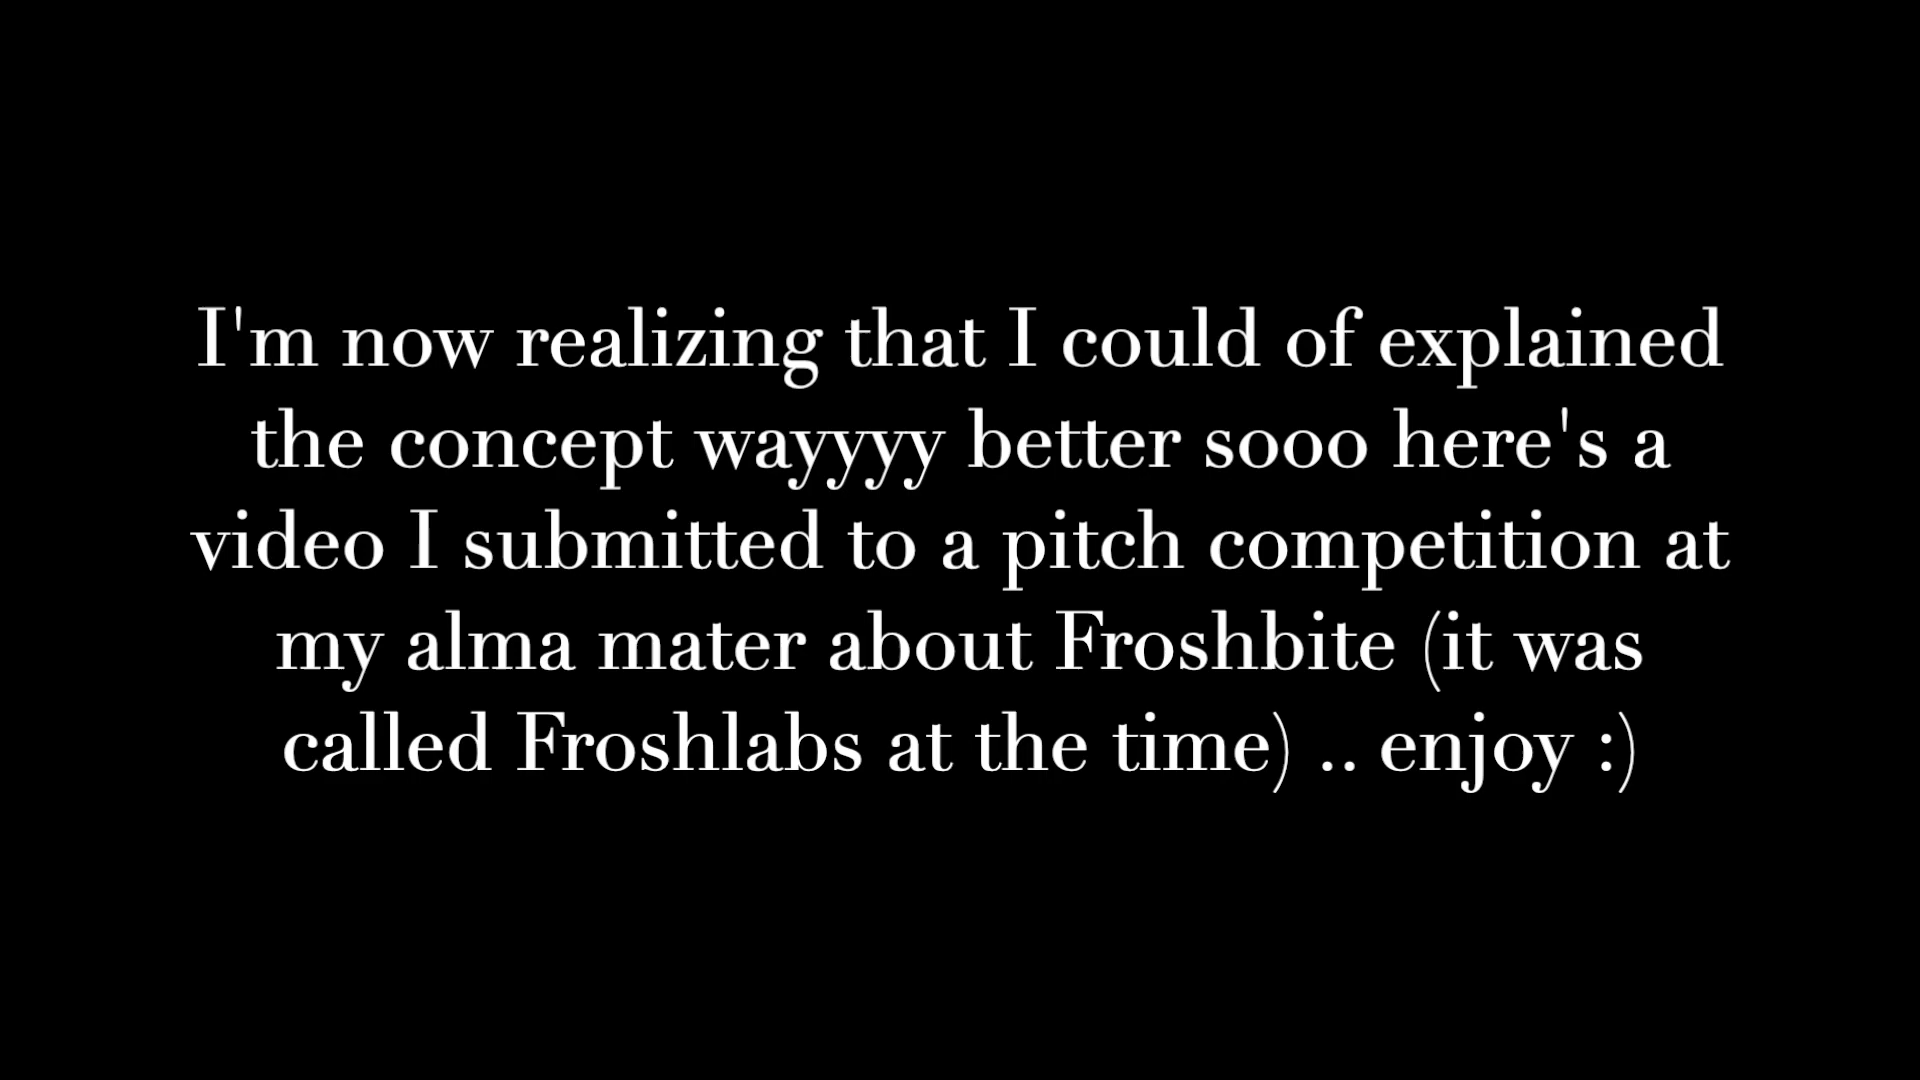 I'm now realizing that I could of explained
the concept wayyyy better sooo here's a
video I submitted to a pitch competition at
my alma mater about Froshbite (it was
called Froshlabs at the time) .. enjoy :)